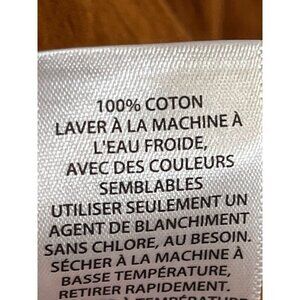 100% COTON
LAVER À LA MACHINE À
L'EAU FROIDE,
AVEC DES COULEURS
SEMBLABLES
UTILISER SEULEMENT UN
AGENT DE BLANCHIMENT
SANS CHLORE, AU BESOIN.
SÉCHER À LA MACHINE À
BASSE TEMPÉRATURE,
RETIRER RAPIDEMENT.
À TEMPÉRATURE